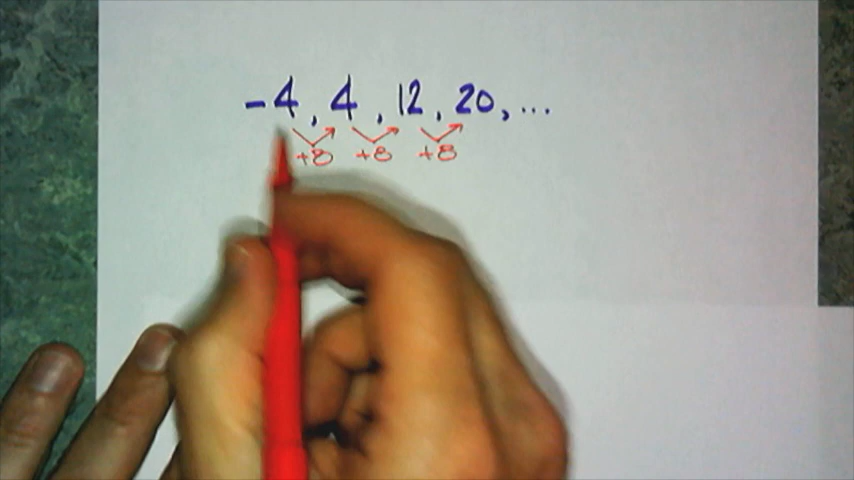 -4, 4, 12, 20, ...
+8 +8 +8